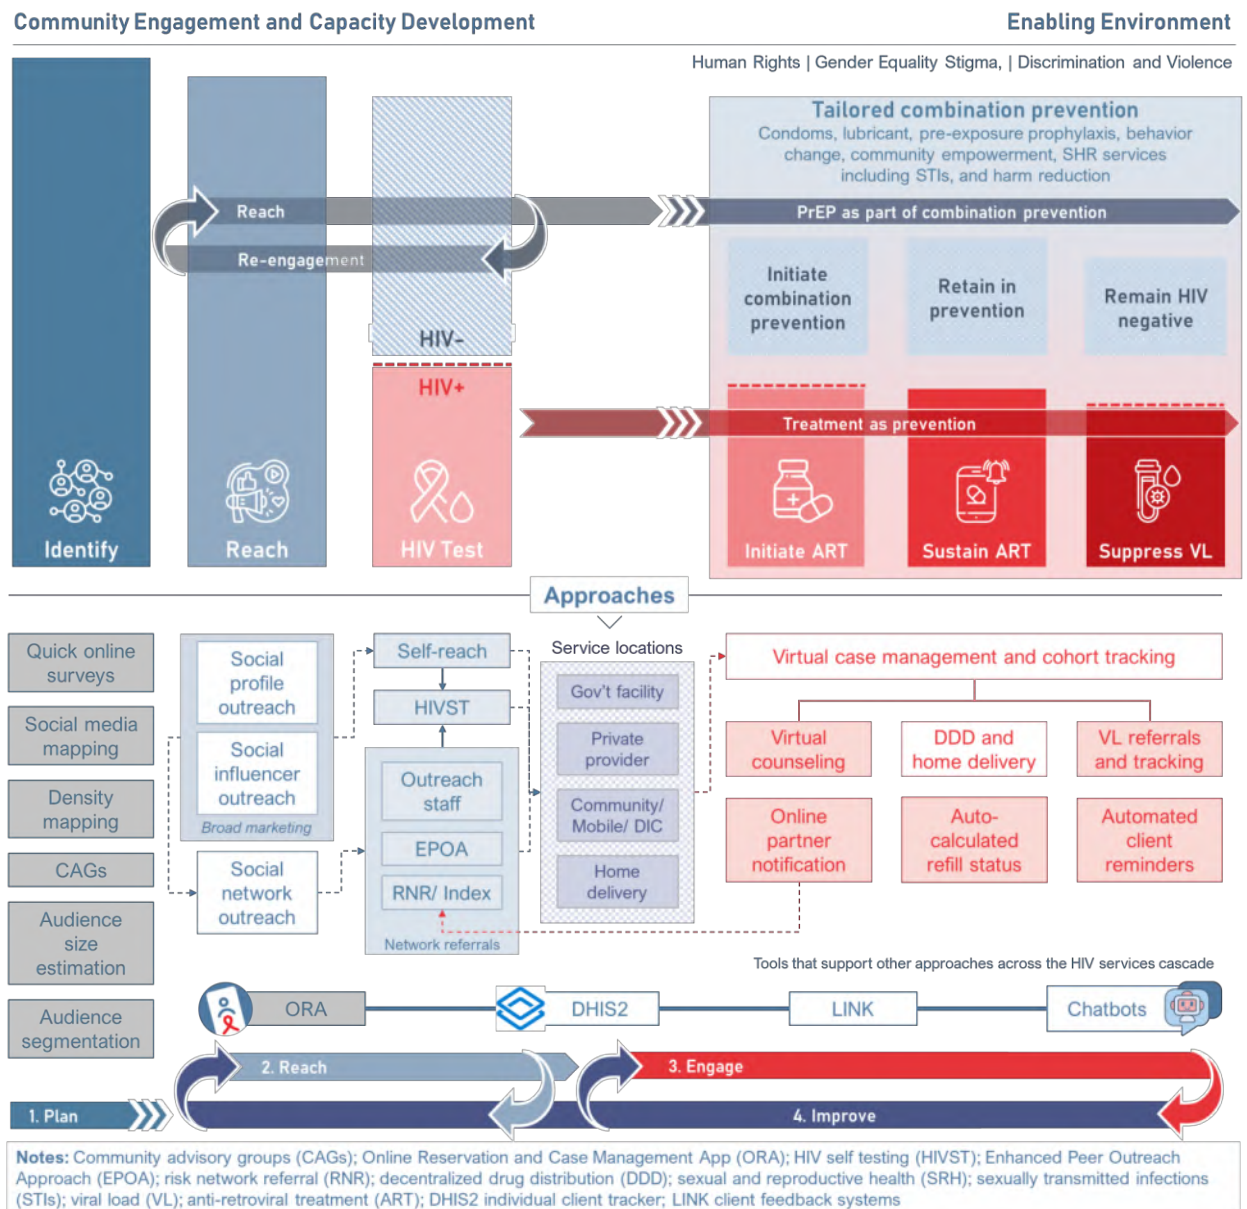 Community Engagement and Capacity Development
Enabling Environment
Human Rights | Gender Equality Stigma, | Discrimination and Violence
Tailored combination prevention
Condoms, lubricant, pre-exposure prophylaxis, behavior
change, community empowerment, SHR services
including STIs, and harm reduction
Reach
PrEP as part of combination prevention
Re-engagement
Initiate
combination
prevention
Retain in
prevention
Remain HIV
negative
HIV-
HIV+
Treatment as prevention
Identify
Reach
HIV Test
Initiate ART
Sustain ART
Suppress VL
Approaches
Quick online
surveys
Social media
mapping
Density
mapping
CAGs
Audience
size
estimation
Audience
segmentation
Social
profile
outreach
Social
influencer
outreach
Broad marketing
Social
network
outreach
Self-reach
HIVST
Outreach
staff
EPOA
RNR/ Index
Network referrals
Service locations
Gov't facility
Private
provider
Community/
Mobile/ DIC
Home
delivery
Virtual case management and cohort tracking
Virtual
counseling
DDD and
home delivery
VL referrals
and tracking
Online
partner
notification
Auto-
calculated
refill status
Automated
client
reminders
Tools that support other approaches across the HIV services cascade
ORA
DHIS2
LINK
Chatbots
2. Reach
3. Engage
1. Plan
4. Improve
Notes: Community advisory groups (CAGs); Online Reservation and Case Management App (ORA); HIV self testing (HIVST); Enhanced Peer Outreach
Approach (EPOA); risk network referral (RNR); decentralized drug distribution (DDD); sexual and reproductive health (SRH); sexually transmitted infections
(STIs); viral load (VL); anti-retroviral treatment (ART); DHIS2 individual client tracker; LINK client feedback systems